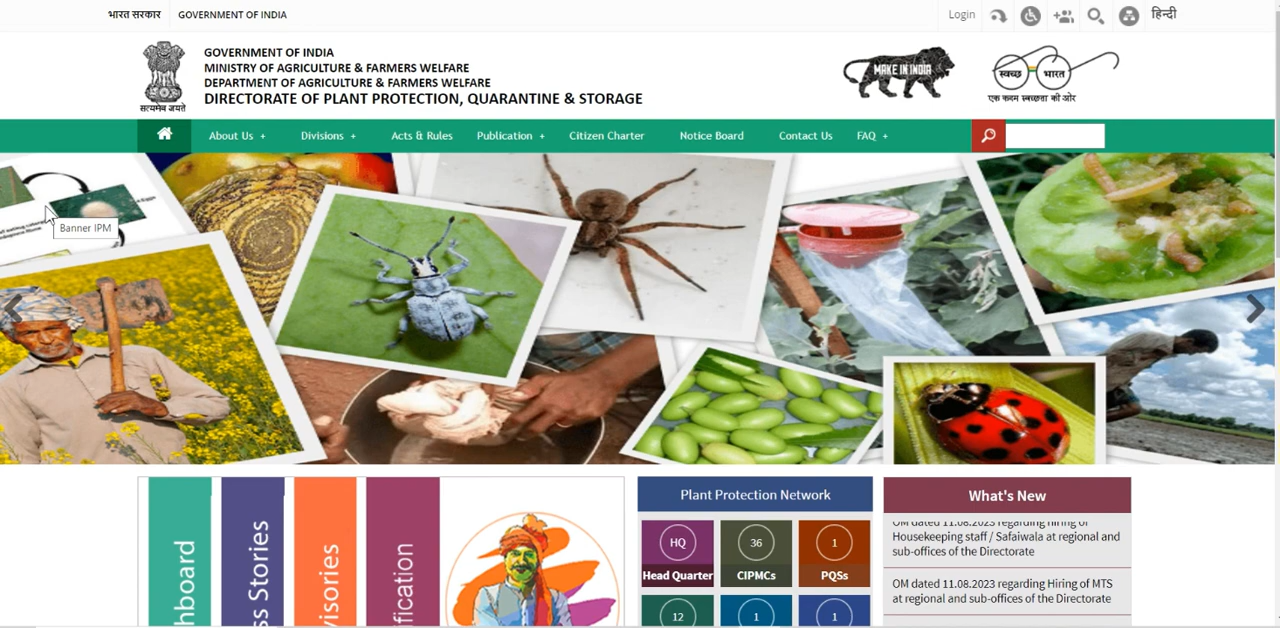 भारत सरकार GOVERNMENT OF INDIA
Login हिन्दी
GOVERNMENT OF INDIA
MINISTRY OF AGRICULTURE & FARMERS WELFARE
DEPARTMENT OF AGRICULTURE & FARMERS WELFARE
DIRECTORATE OF PLANT PROTECTION, QUARANTINE & STORAGE
सत्यमेव जयते
MAKE IN INDIA
स्वच्छ भारत
एक कदम स्वच्छता की ओर
About Us + Divisions + Acts & Rules Publication + Citizen Charter Notice Board Contact Us FAQ +
Banner IPM
hboard
ss Stories
isories
fication
Plant Protection Network
HQ 36 1
Head Quarter CIPMCs PQSs
12 1 1
What's New
OM dated 11.08.2023 regarding Hiring of
Housekeeping staff / Safaiwala at regional and
sub-offices of the Directorate
OM dated 11.08.2023 regarding Hiring of MTS
at regional and sub-offices of the Directorate